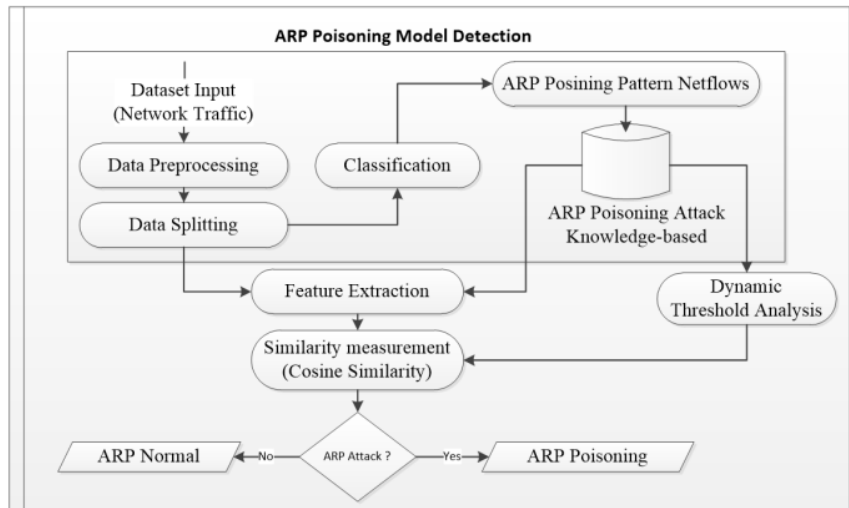 ARP Poisoning Model Detection
Dataset Input
(Network Traffic)
Data Preprocessing
Data Splitting
Classification
ARP Posining Pattern Netflows
ARP Poisoning Attack
Knowledge-based
Feature Extraction
Dynamic
Threshold Analysis
Similarity measurement
(Cosine Similarity)
ARP Attack ?
No
Yes
ARP Normal
ARP Poisoning